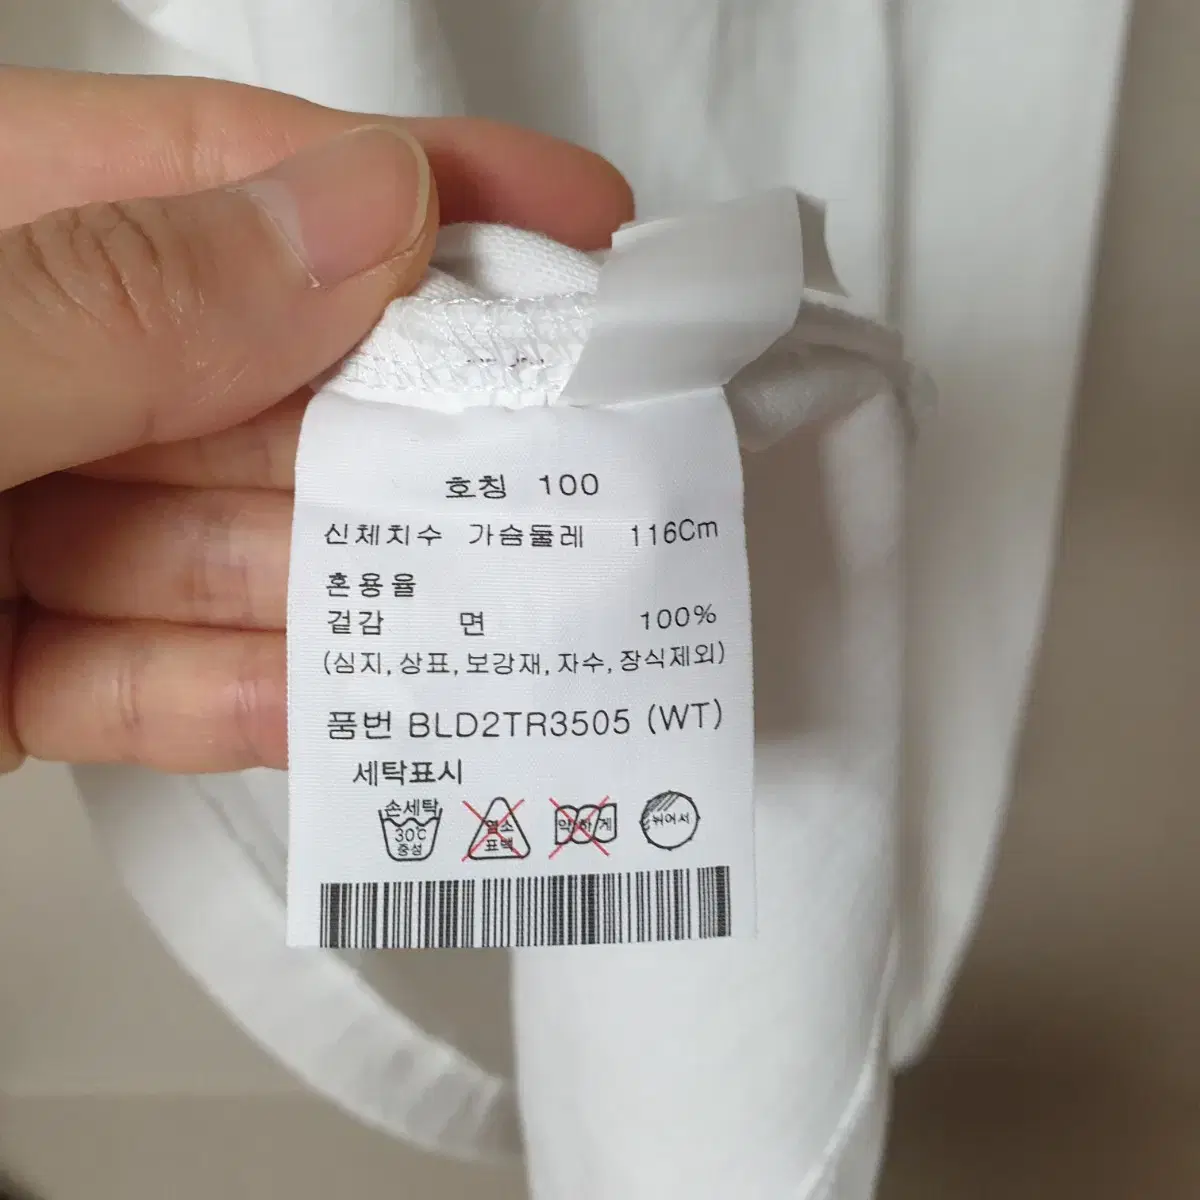 호칭 100
신체치수 가슴둘레 116Cm
혼용율
겉감 면 100%
(심지, 상표, 보강재, 자수, 장식제외)
품번 BLD2TR3505 (WT)
세탁표시
손세탁
30℃
중성
염소
표백
약하게
뉘어서